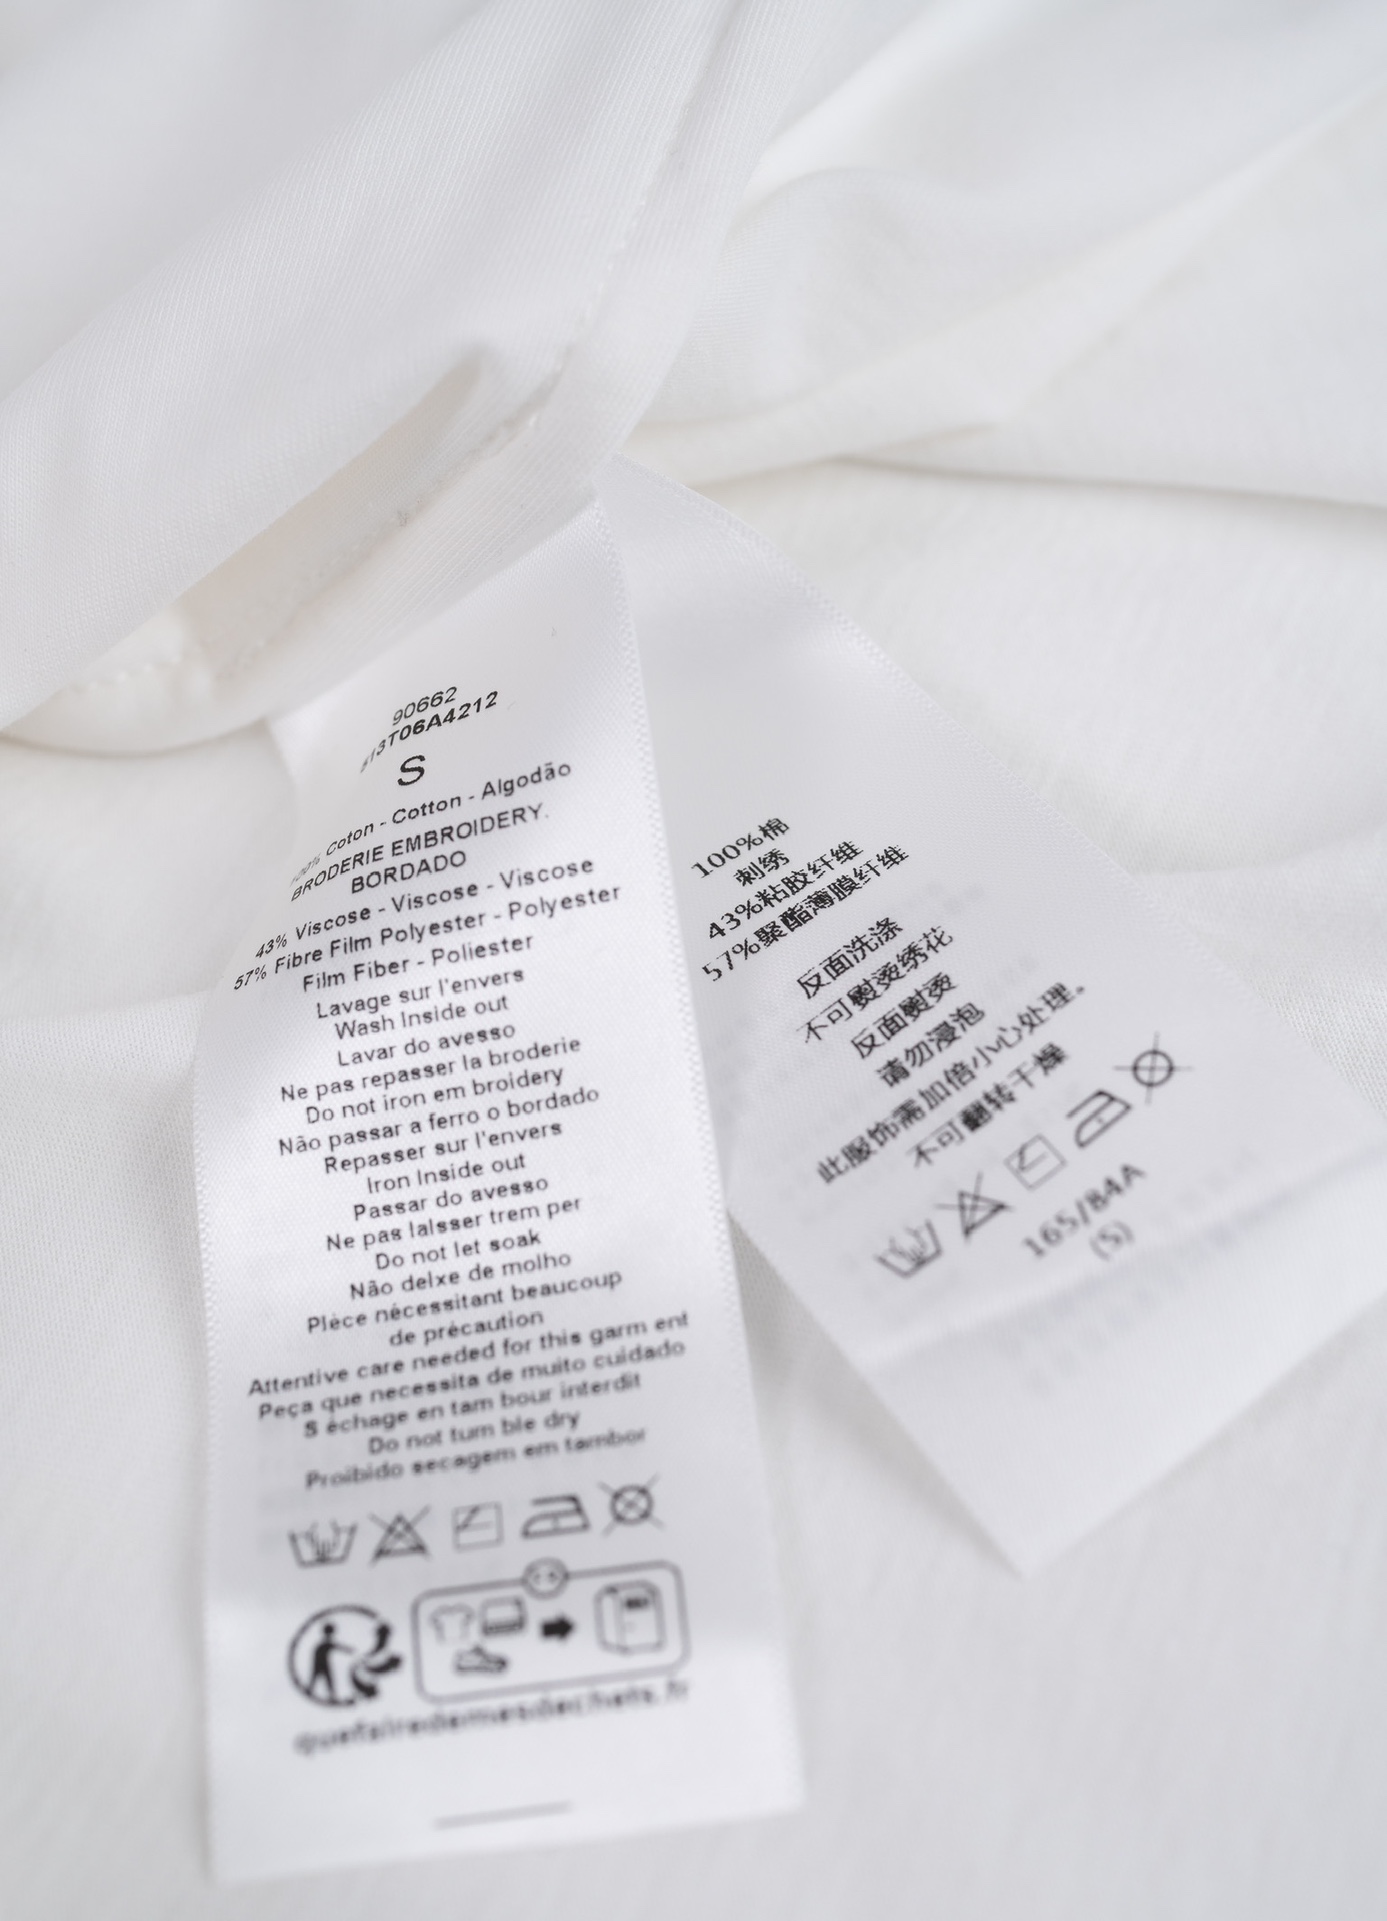 90662
513T06A4212
S
100% Coton - Cotton - Algodão
BRODERIE EMBROIDERY.
BORDADO
43% Viscose - Viscose - Viscose
57% Fibre Film Polyester - Polyester
Film Fiber - Poliester
Lavage sur l'envers
Wash Inside out
Lavar do avesso
Ne pas repasser la broderie
Do not iron em broidery
Não passar a ferro o bordado
Repasser sur l'envers
Iron Inside out
Passar do avesso
Ne pas laIsser trem per
Do not let soak
Não delxe de molho
Plèce nécessitant beaucoup
de précaution
Attentive care needed for this garm ent
Peça que necessita de muito cuidado
S échage en tam bour interdit
Do not tum ble dry
Proibido secagem em tambor
quefairedemesdechets.fr
100%棉
刺绣
43%粘胶纤维
57%聚酯薄膜纤维
反面洗涤
不可熨烫绣花
反面熨烫
请勿浸泡
此服饰需加倍小心处理。
不可翻转干燥
165/84A
(S)